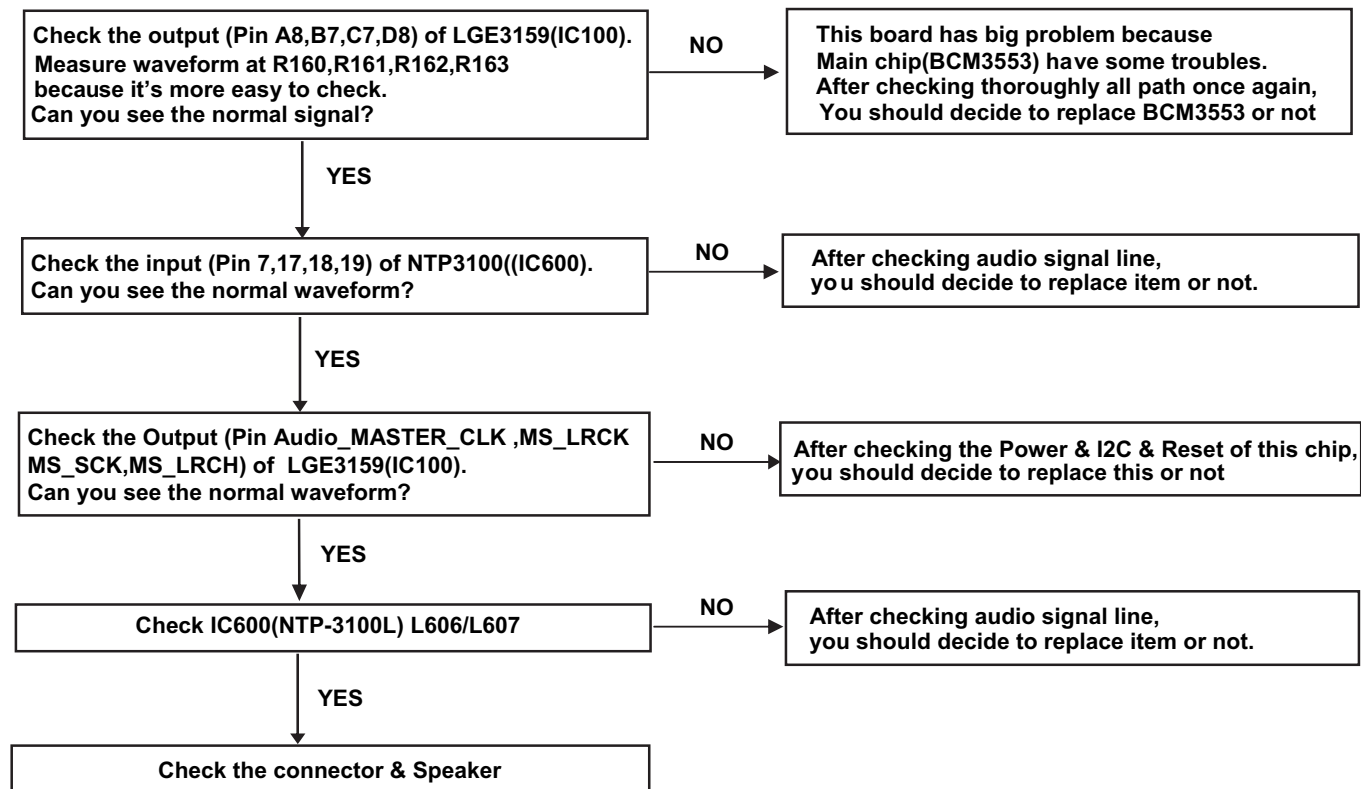 Check the output (Pin A8,B7,C7,D8) of LGE3159(IC100).
Measure waveform at R160,R161,R162,R163
because it's more easy to check.
Can you see the normal signal?
NO
This board has big problem because
Main chip(BCM3553) have some troubles.
After checking thoroughly all path once again,
You should decide to replace BCM3553 or not
YES
Check the input (Pin 7,17,18,19) of NTP3100((IC600).
Can you see the normal waveform?
NO
After checking audio signal line,
you should decide to replace item or not.
YES
Check the Output (Pin Audio_MASTER_CLK ,MS_LRCK
MS_SCK,MS_LRCH) of LGE3159(IC100).
Can you see the normal waveform?
NO
After checking the Power & I2C & Reset of this chip,
you should decide to replace this or not
YES
Check IC600(NTP-3100L) L606/L607
NO
After checking audio signal line,
you should decide to replace item or not.
YES
Check the connector & Speaker